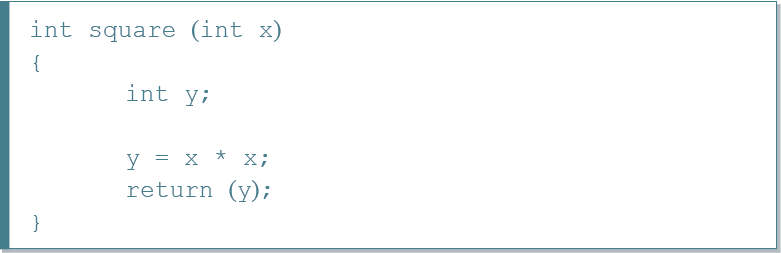 int square (int x)
{
int y;
y = x * x;
return (y);
}